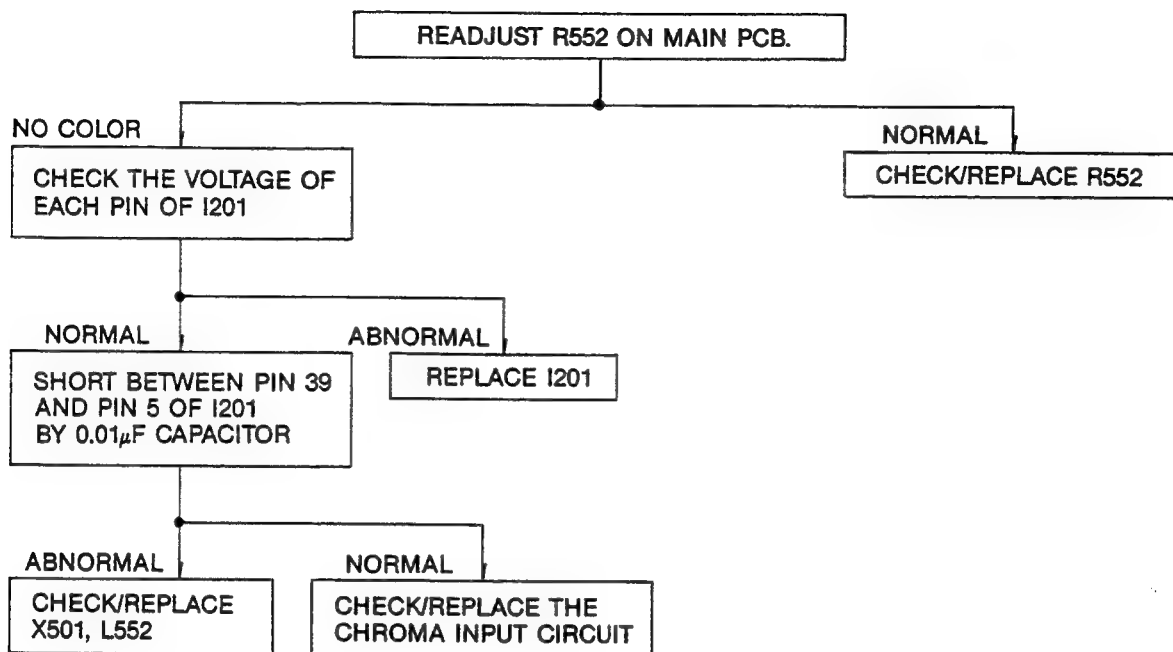 READJUST R552 ON MAIN PCB.
NO COLOR
NORMAL
CHECK THE VOLTAGE OF
EACH PIN OF I201
CHECK/REPLACE R552
NORMAL
ABNORMAL
SHORT BETWEEN PIN 39
AND PIN 5 OF I201
BY 0.01μF CAPACITOR
REPLACE I201
ABNORMAL
NORMAL
CHECK/REPLACE
X501, L552
CHECK/REPLACE THE
CHROMA INPUT CIRCUIT